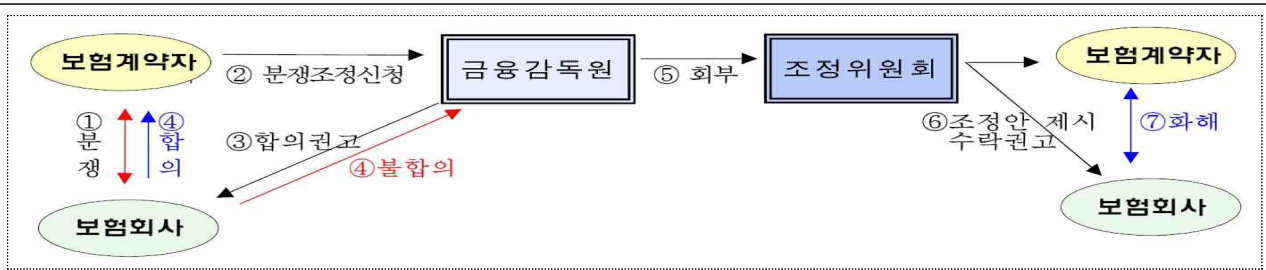 보험계약자
② 분쟁조정신청
금융감독원
⑤ 회부
조정위원회
보험계약자
①
분
쟁
④
합
의
③합의권고
④불합의
⑥조정안 제시
수락권고
⑦화해
보험회사
보험회사